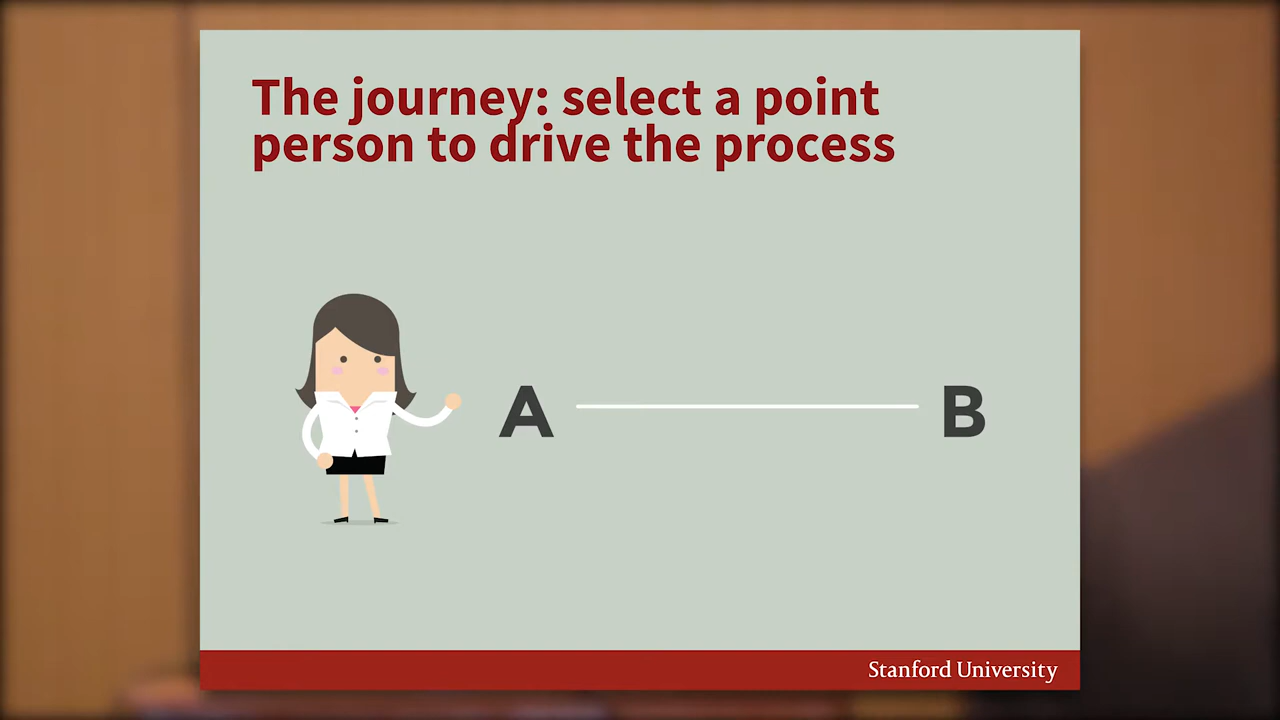 The journey: select a point
person to drive the process
A
B
Stanford University